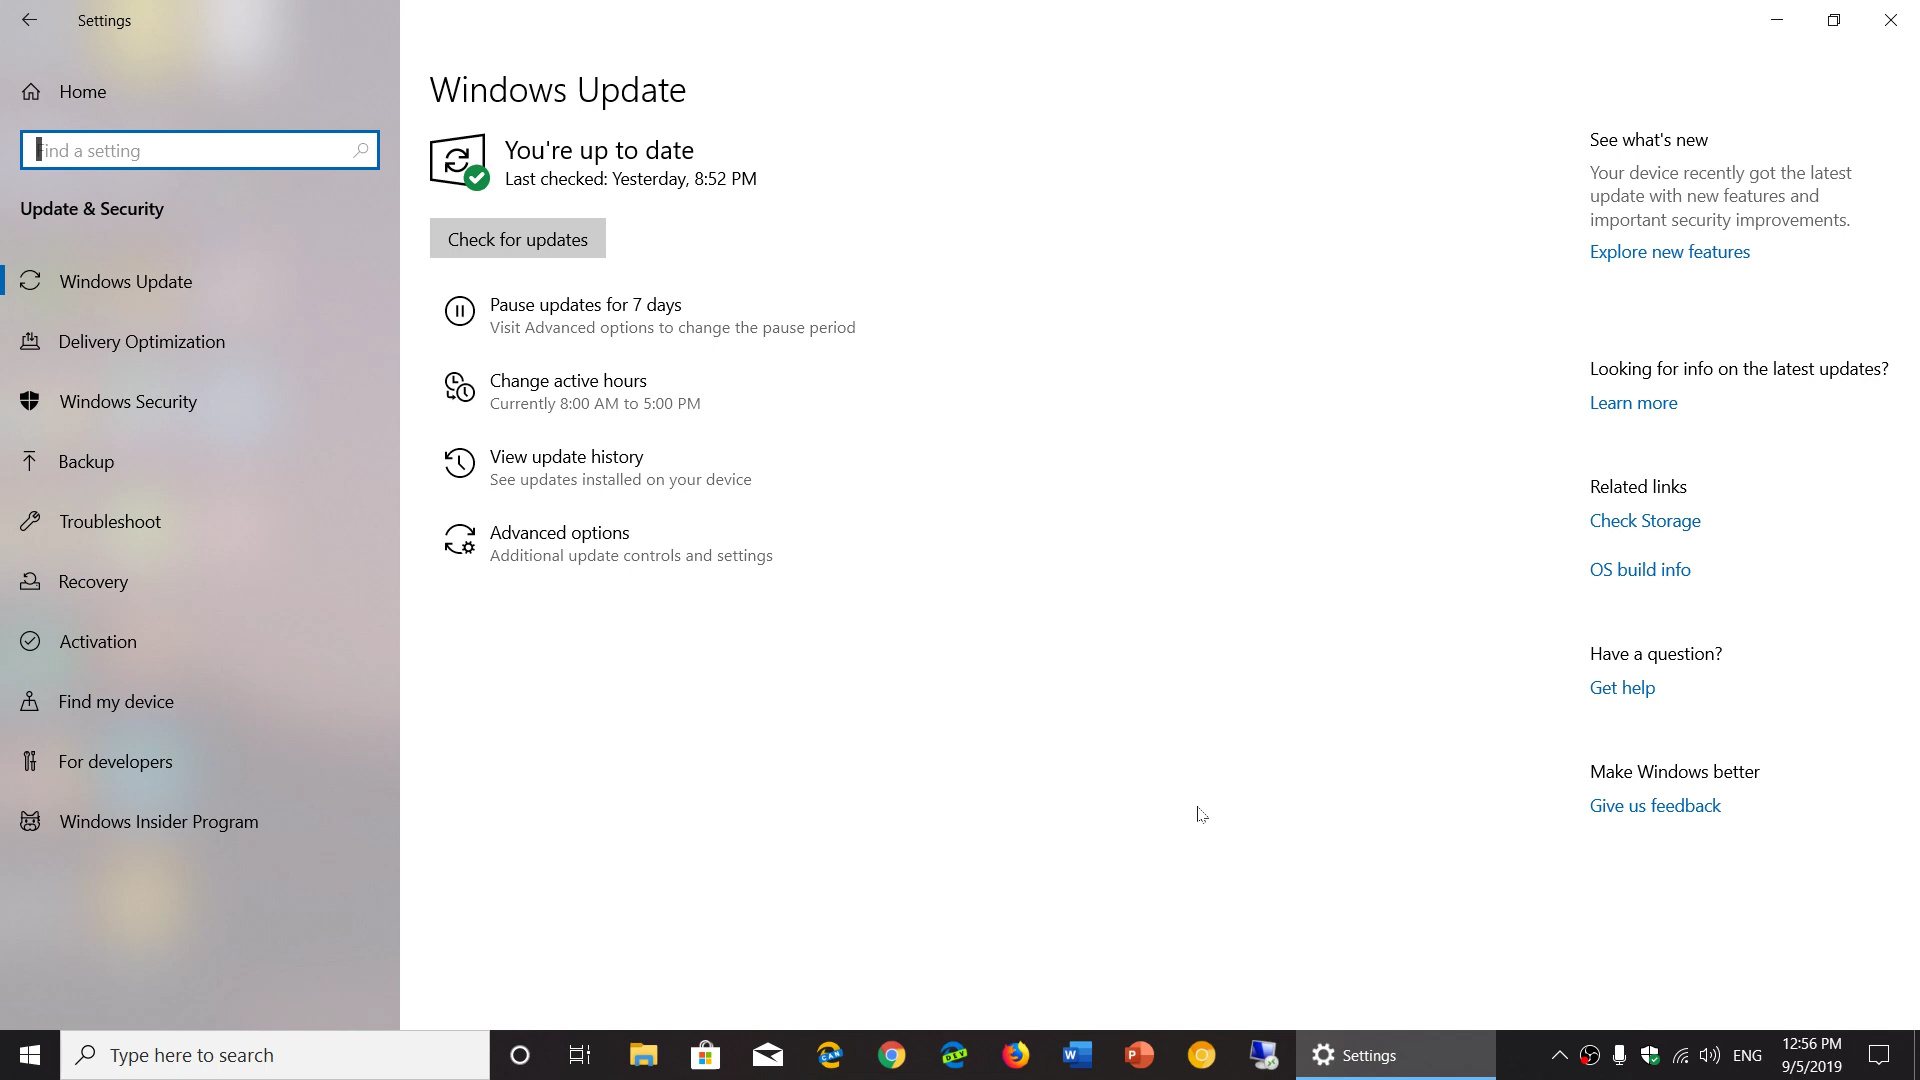 Settings
Home
Find a setting
Update & Security
Windows Update
Delivery Optimization
Windows Security
Backup
Troubleshoot
Recovery
Activation
Find my device
For developers
Windows Insider Program
Windows Update
You're up to date
Last checked: Yesterday, 8:52 PM
Check for updates
Pause updates for 7 days
Visit Advanced options to change the pause period
Change active hours
Currently 8:00 AM to 5:00 PM
View update history
See updates installed on your device
Advanced options
Additional update controls and settings
See what's new
Your device recently got the latest
update with new features and
important security improvements.
Explore new features
Looking for info on the latest updates?
Learn more
Related links
Check Storage
OS build info
Have a question?
Get help
Make Windows better
Give us feedback
Type here to search
CAN
DEV
W
P
Settings
ENG
12:56 PM
9/5/2019